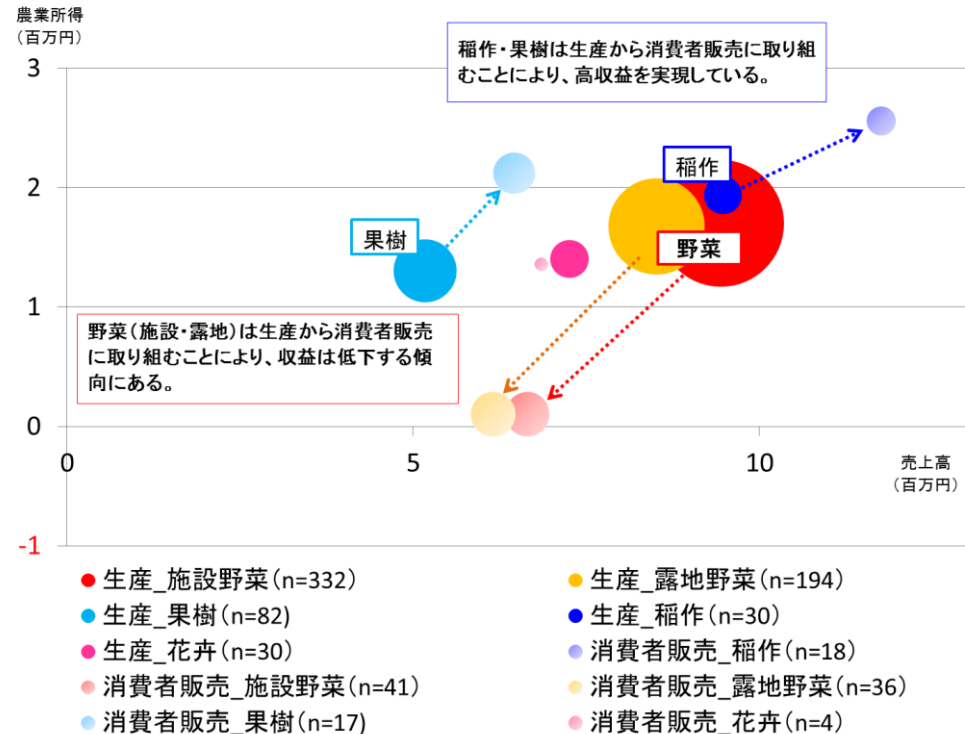 農業所得
（百万円）
稲作・果樹は生産から消費者販売に取り組
むことにより、高収益を実現している。
3
2
1
0
-1
稲作
果樹
野菜
野菜（施設・露地）は生産から消費者販売
に取り組むことにより、収益は低下する傾
向にある。
0
5
10
売上高
（百万円）
生産_施設野菜（n=332）
生産_露地野菜（n=194）
生産_果樹（n=82)
生産_稲作（n=30）
生産_花卉（n=30）
消費者販売_稲作（n=18）
消費者販売_施設野菜（n=41）
消費者販売_露地野菜（n=36）
消費者販売_果樹（n=17)
消費者販売_花卉（n=4）